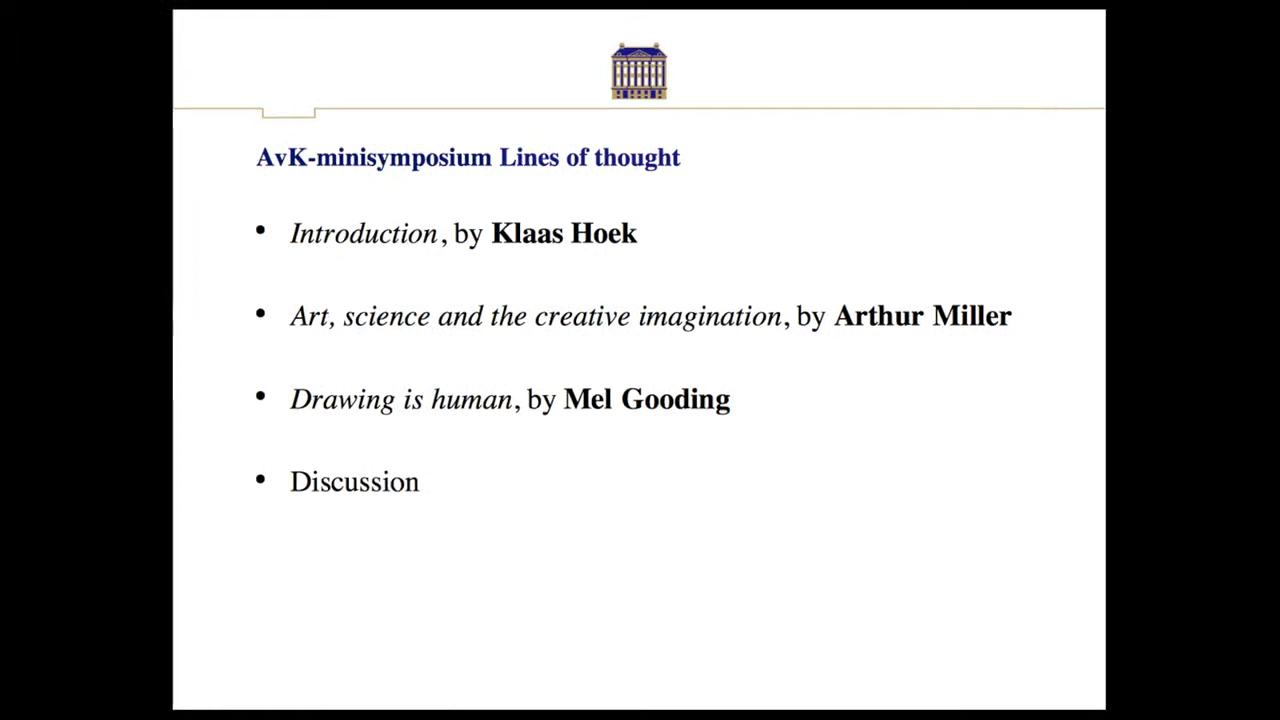 AvK-minisymposium Lines of thought
• Introduction, by Klaas Hoek
• Art, science and the creative imagination, by Arthur Miller
• Drawing is human, by Mel Gooding
• Discussion